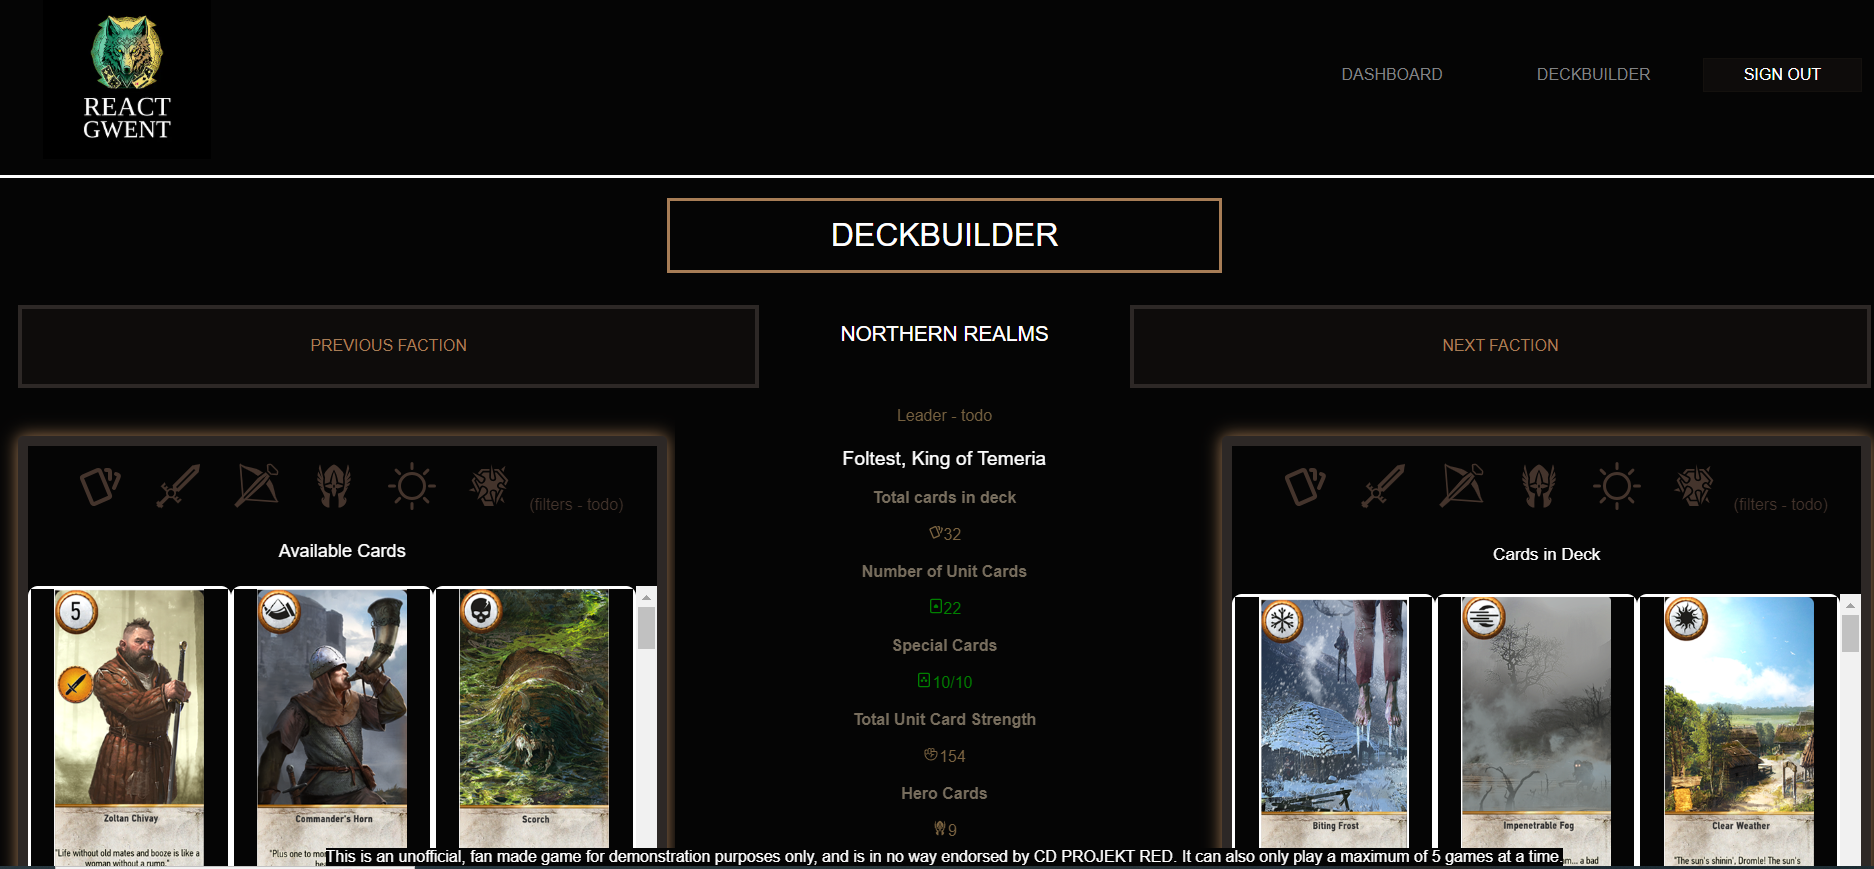 REACT
GWENT
DASHBOARD
DECKBUILDER
SIGN OUT
DECKBUILDER
PREVIOUS FACTION
NORTHERN REALMS
NEXT FACTION
Leader - todo
Foltest, King of Temeria
Total cards in deck
32
Number of Unit Cards
22
Special Cards
10/10
Total Unit Card Strength
154
Hero Cards
9
(filters - todo)
Available Cards
5
Zoltan Chivay
"Life without old mates and booze is like a
woman without a rump."
Commander's Horn
"Plus one to mo
Scorch
(filters - todo)
Cards in Deck
Biting Frost
Impenetrable Fog
um... a bad
Clear Weather
"The sun's shinin', Dromle! The sun's
This is an unofficial, fan made game for demonstration purposes only, and is in no way endorsed by CD PROJEKT RED. It can also only play a maximum of 5 games at a time.